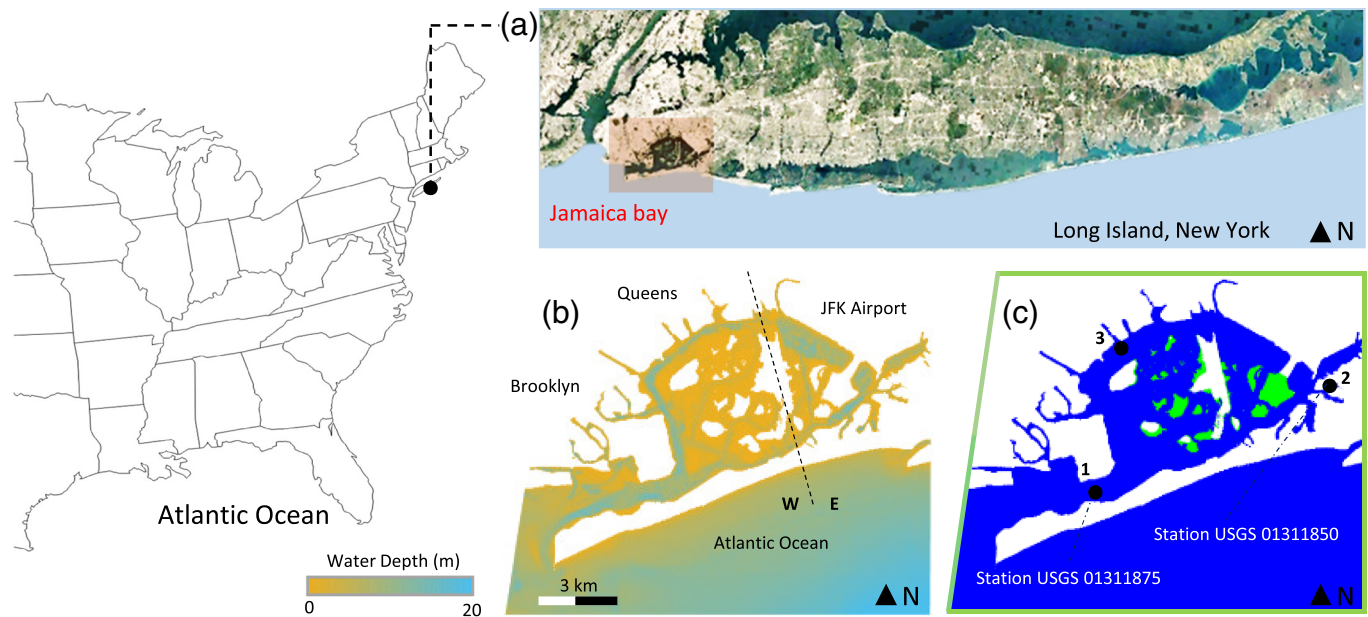 (a)
Jamaica bay
Long Island, New York
N
Atlantic Ocean
Water Depth (m)
0
20
(b)
Queens
JFK Airport
Brooklyn
W
E
Atlantic Ocean
3 km
N
(c)
3
2
1
Station USGS 01311850
Station USGS 01311875
N